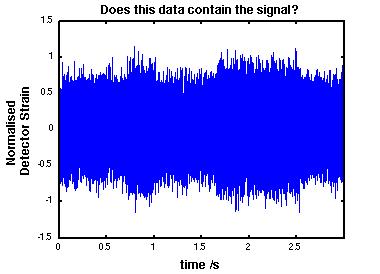 Does this data contain the signal?
1.5
1
0.5
0
-0.5
-1
-1.5
Normalised
Detector Strain
0 0.5 1 1.5 2 2.5
time /s